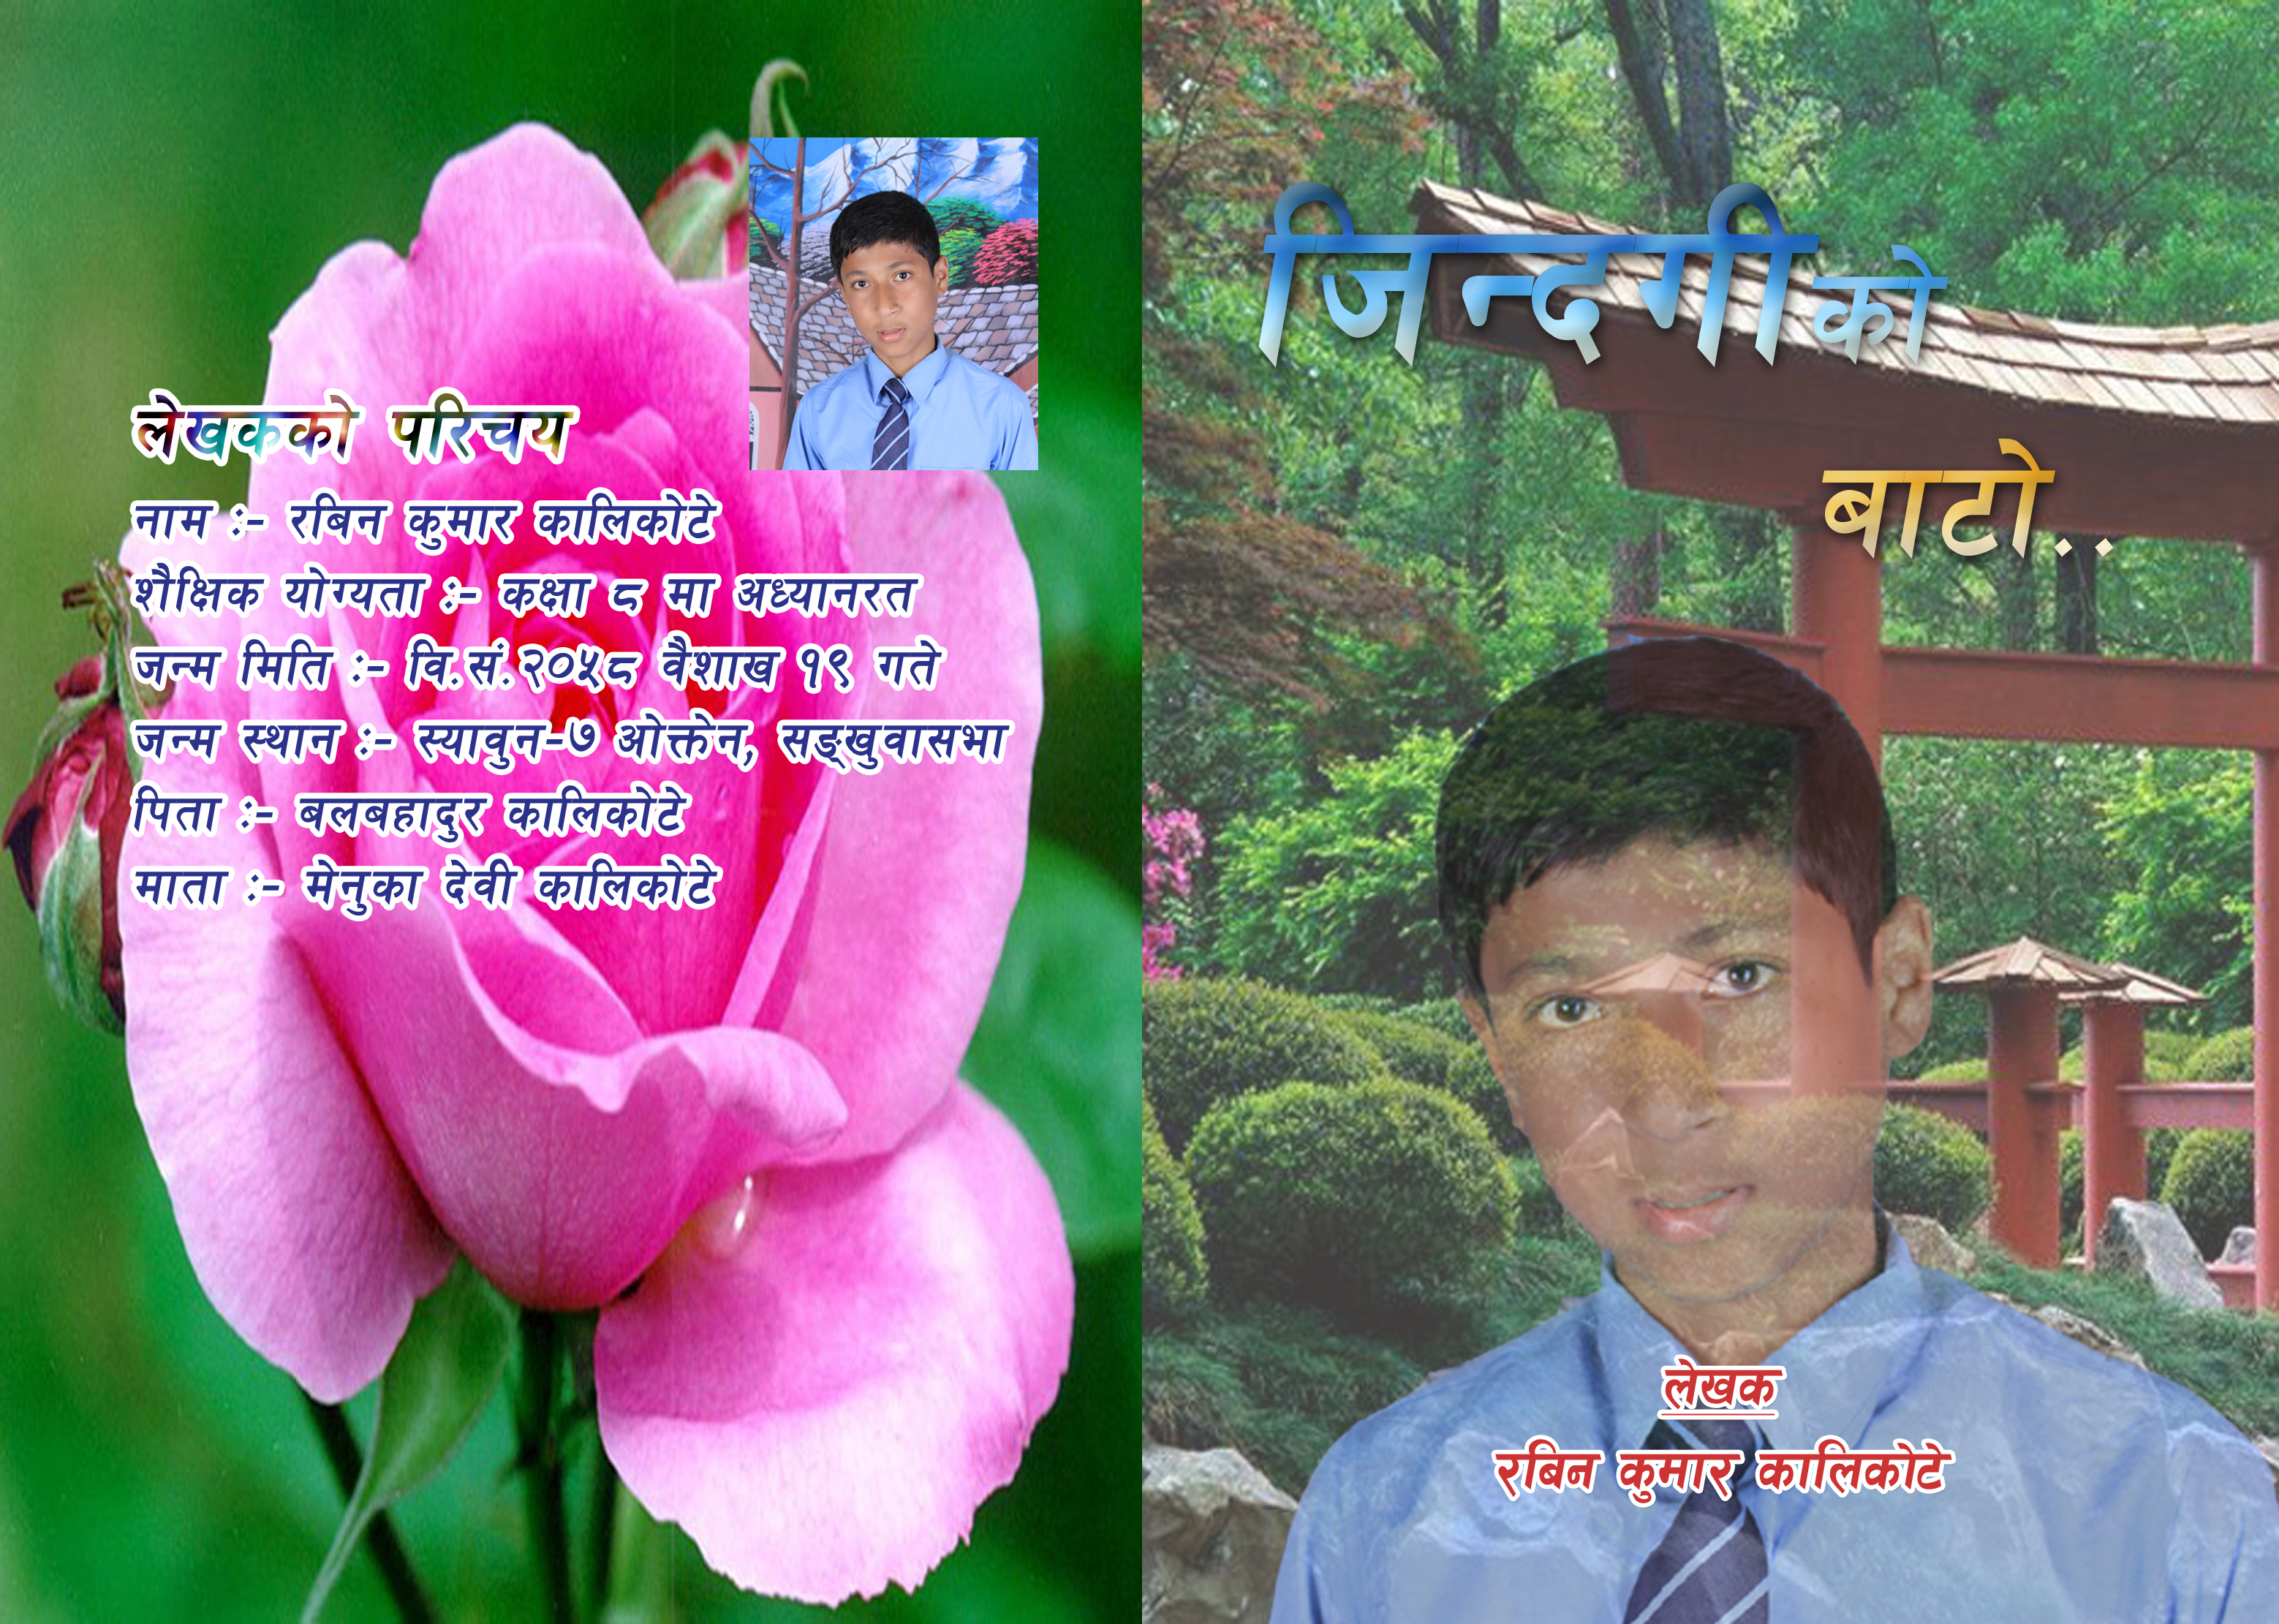 लेखकको परिचय
नाम :- रबिन कुमार कालिकोटे
शैक्षिक योग्यता :- कक्षा ८ मा अध्यानरत
जन्म मिति :- वि.सं.२०५८ वैशाख १९ गते
जन्म स्थान :- स्यावुन-७ ओक्तेन, सङ्खुवासभा
पिता :- बलबहादुर कालिकोटे
माता :- मेनुका देवी कालिकोटे
जिन्दगीको
बाटो..
लेखक
रबिन कुमार कालिकोटे